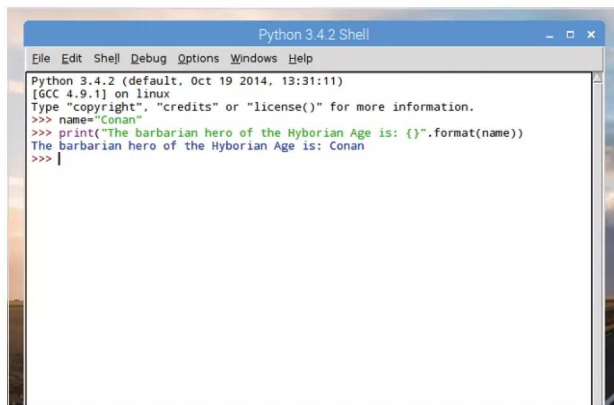 Python 3.4.2 Shell
File Edit Shell Debug Options Windows Help
Python 3.4.2 (default, Oct 19 2014, 13:31:11)
[GCC 4.9.1] on linux
Type "copyright", "credits" or "license()" for more information.
>>> name="Conan"
>>> print("The barbarian hero of the Hyborian Age is: {}".format(name))
The barbarian hero of the Hyborian Age is: Conan
>>>